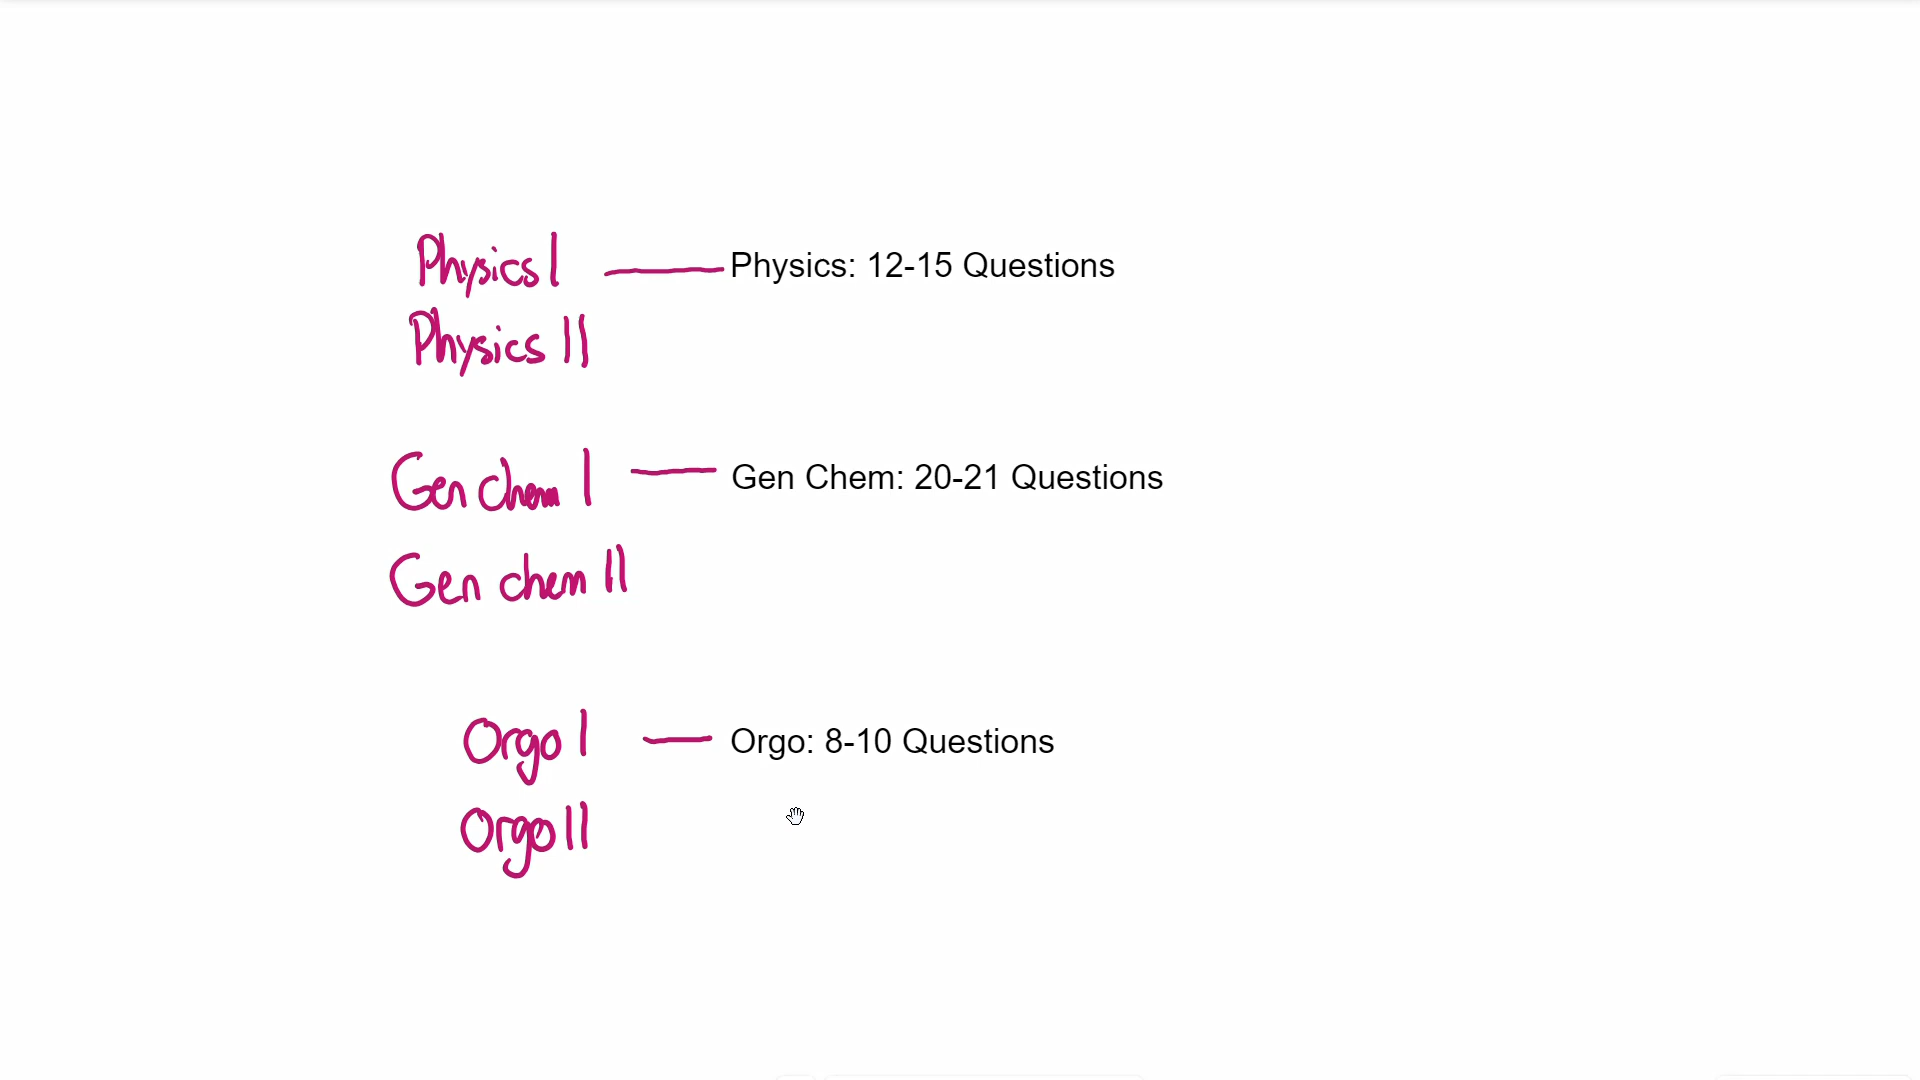 Physics I
Physics: 12-15 Questions
Physics II
Gen chem I
Gen Chem: 20-21 Questions
Gen chem II
Orgo I
Orgo: 8-10 Questions
Orgo II